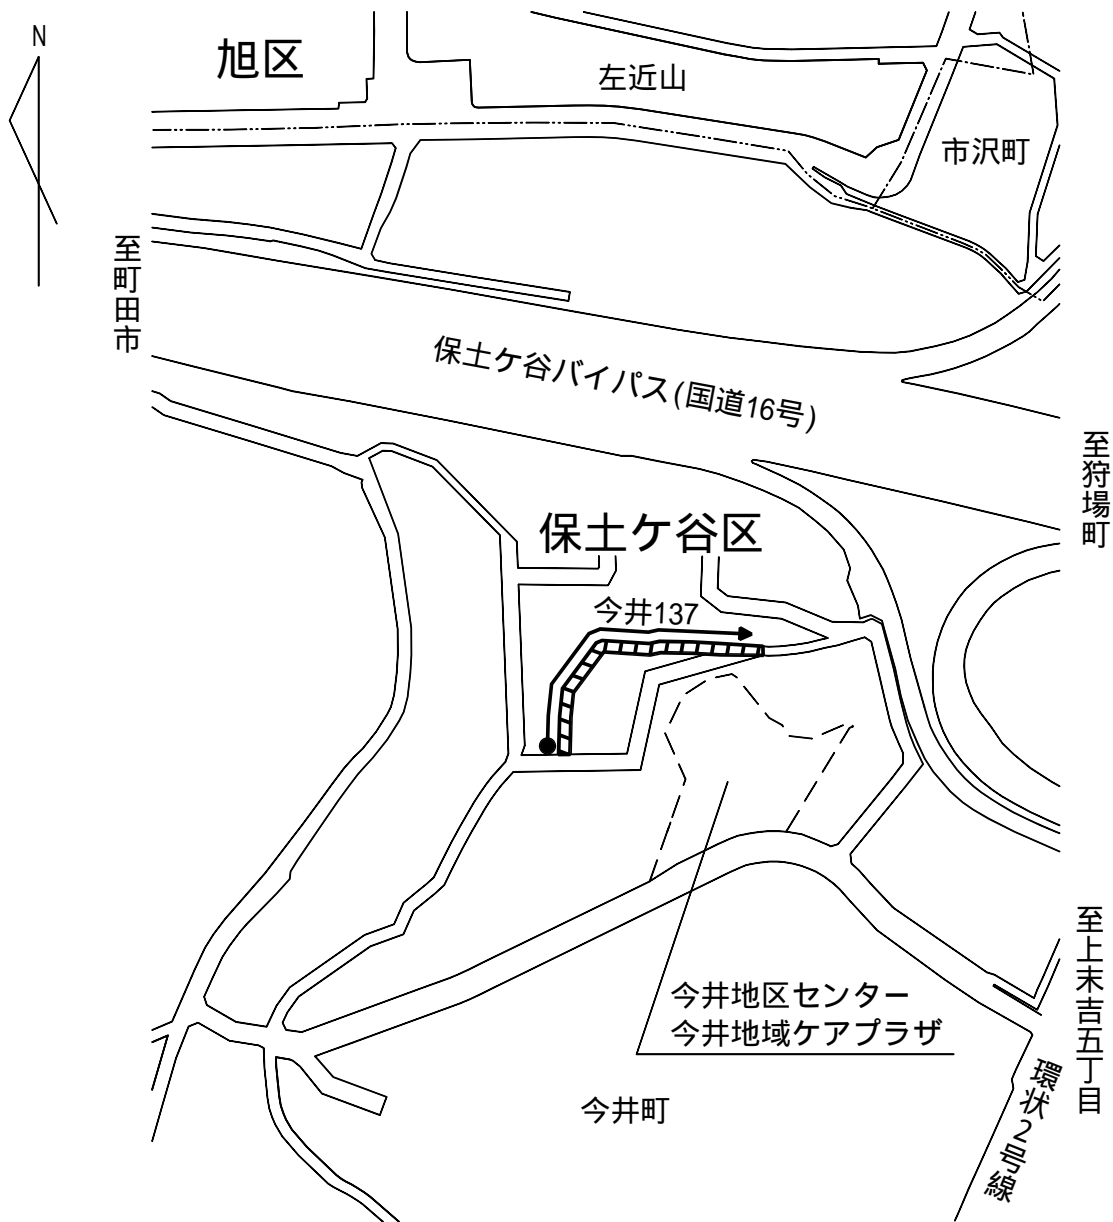 N
旭区
左近山
市沢町
至町田市
保土ケ谷バイパス(国道16号)
至狩場町
保土ケ谷区
今井137
至上末吉五丁目
今井地区センター
今井地域ケアプラザ
環状2号線
今井町